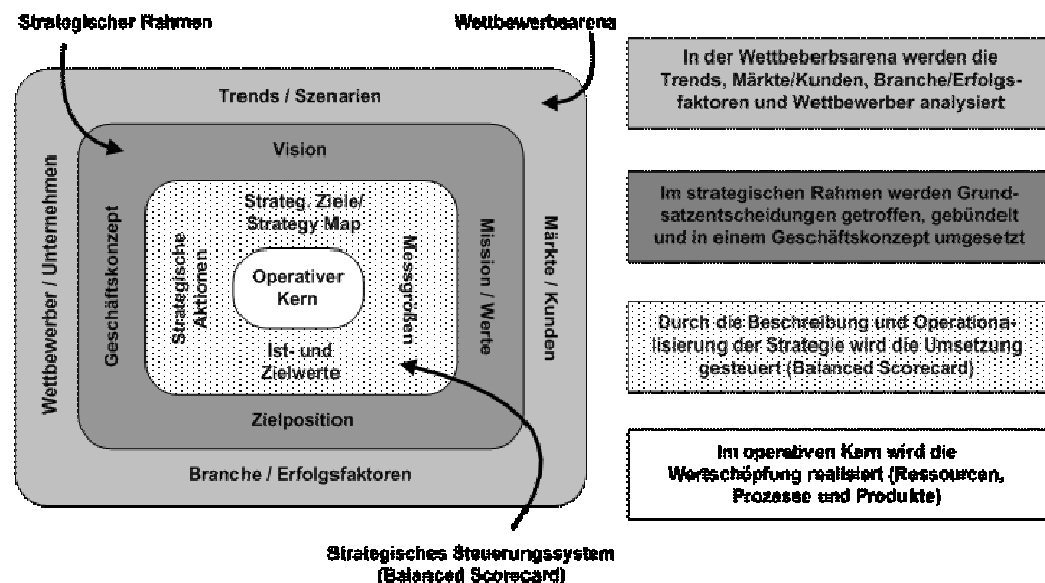 Strategischer Rahmen
Wettbewerbsarena
Trends / Szenarien
Vision
Strateg. Ziele/
Strategy Map
Wettbewerber / Unternehmen
Geschäftskonzept
Strategische
Aktionen
Operativer
Kern
Messgrößen
Mission / Werte
Märkte / Kunden
Ist- und
Zielwerte
Zielposition
Branche / Erfolgsfaktoren
Strategisches Steuerungssystem
(Balanced Scorecard)
In der Wettbeberbsarena werden die
Trends, Märkte/Kunden, Branche/Erfolgs-
faktoren und Wettbewerber analysiert
Im strategischen Rahmen werden Grund-
satzentscheidungen getroffen, gebündelt
und in einem Geschäftskonzept umgesetzt
Durch die Beschreibung und Operationa-
lisierung der Strategie wird die Umsetzung
gesteuert (Balanced Scorecard)
Im operativen Kern wird die
Wertschöpfung realisiert (Ressourcen,
Prozesse und Produkte)